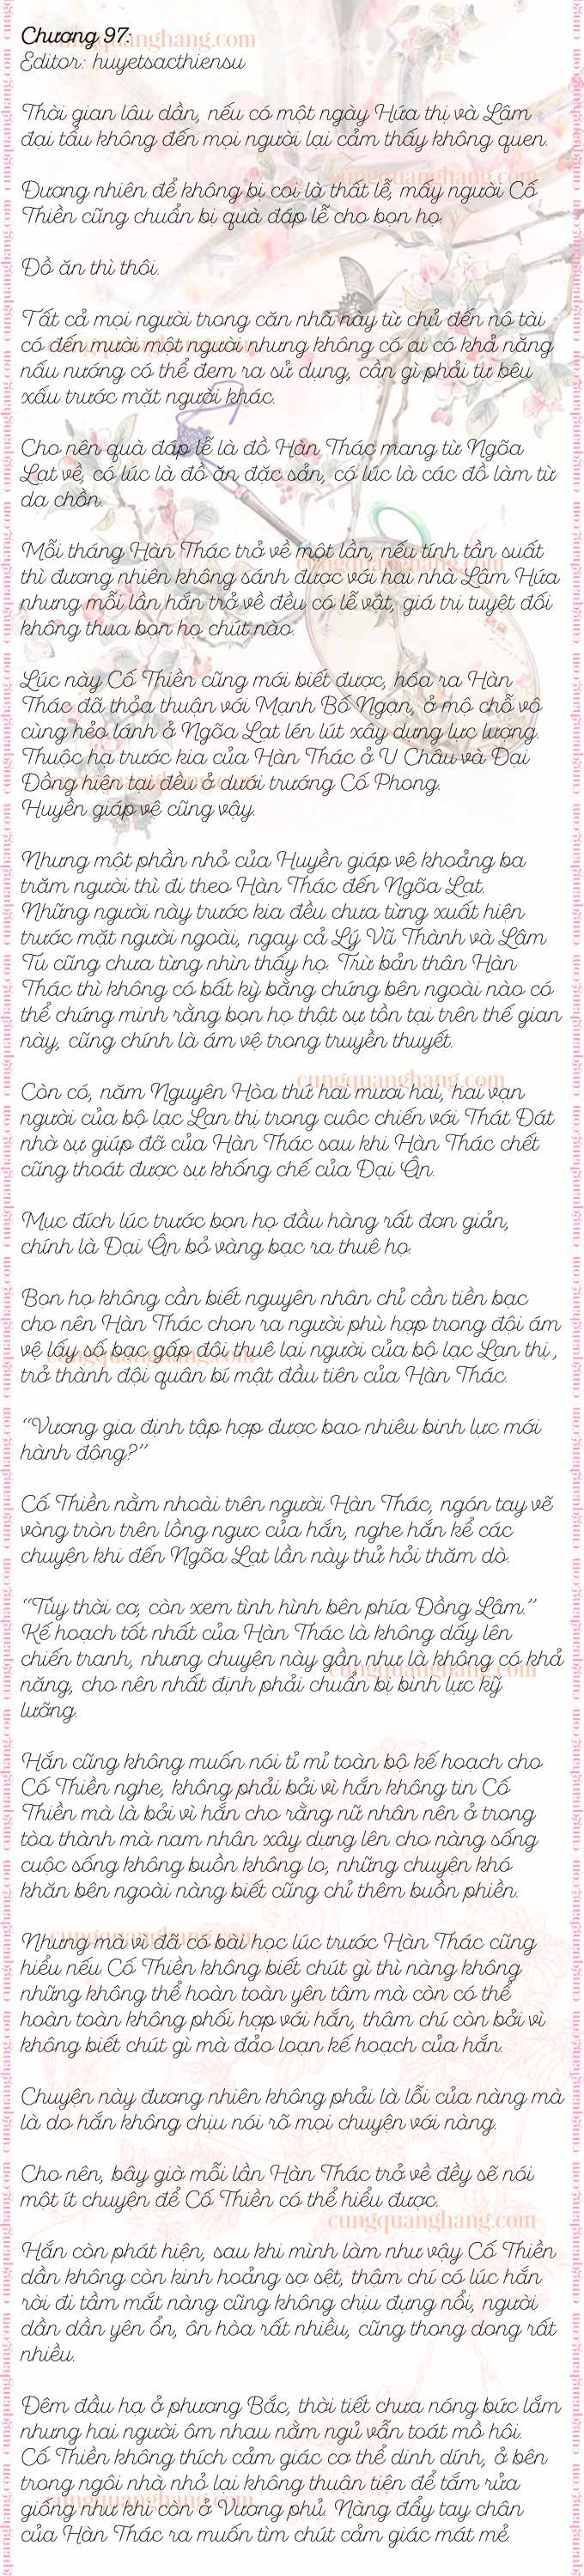 Chương 97:
Editor: huyetsacthiensu
Thời gian lâu dần, nếu có một ngày Hứa thị và Lâm
đại tẩu không đến mọi người lại cảm thấy không quen.
Đương nhiên để không bị coi là thất lễ, mấy người Cố
Thiền cũng chuẩn bị quà đáp lễ cho bọn họ.
Đồ ăn thì thôi.
Tất cả mọi người trong căn nhà này từ chủ đến nô tài
có đến mười một người nhưng không có ai có khả năng
nấu nướng có thể đem ra sử dụng, cần gì phải tự bêu
xấu trước mặt người khác.
Cho nên quà đáp lễ là đồ Hàn Thác mang từ Ngõa
Lạt về, có lúc là đồ ăn đặc sản, có lúc là các đồ làm từ
da chồn.
Mỗi tháng Hàn Thác trở về một lần, nếu tính tần suất
thì đương nhiên không sánh được với hai nhà Lâm Hứa
nhưng mỗi lần hắn trở về đều có lễ vật, giá trị tuyệt đối
không thua bọn họ chút nào.
Lúc này Cố Thiền cũng mới biết được, hóa ra Hàn
Thác đã thỏa thuận với Mạnh Bố Ngạn, ở mộ chỗ vô
cùng hẻo lánh ở Ngõa Lạt lén lút xây dựng lực lượng.
Thuộc hạ trước kia của Hàn Thác ở U Châu và Đại
Đồng hiện tại đều ở dưới trướng Cố Phong.
Huyền giáp vệ cũng vậy.
Nhưng một phần nhỏ của Huyền giáp vệ khoảng ba
trăm người thì đi theo Hàn Thác đến Ngõa Lạt.
Những người này trước kia đều chưa từng xuất hiện
trước mặt người ngoài, ngay cả Lý Vũ Thành và Lâm
Tú cũng chưa từng nhìn thấy họ. Trừ bản thân Hàn
Thác thì không có bất kỳ bằng chứng bên ngoài nào có
thể chứng minh rằng bọn họ thật sự tồn tại trên thế gian
này, cũng chính là ám vệ trong truyền thuyết.
Còn có, năm Nguyên Hòa thứ hai mươi hai, hai vạn
người của bộ lạc Lan thị trong cuộc chiến với Thát Đát
nhờ sự giúp đỡ của Hàn Thác sau khi Hàn Thác chết
cũng thoát được sự khống chế của Đại Ân.
Mục đích lúc trước bọn họ đầu hàng rất đơn giản,
chính là Đại Ân bỏ vàng bạc ra thuê họ.
Bọn họ không cần biết nguyên nhân chỉ cần tiền bạc
cho nên Hàn Thác chọn ra người phù hợp trong đội ám
vệ lấy số bạc gấp đôi thuê lại người của bộ lạc Lan thị ,
trở thành đội quân bí mật đầu tiên của Hàn Thác.
“Vương gia định tập hợp được bao nhiêu binh lực mới
hành động?”
Cố Thiền nằm nhoài trên người Hàn Thác, ngón tay vẽ
vòng tròn trên lồng ngực của hắn, nghe hắn kể các
chuyện khi đến Ngõa Lạt lần này thử hỏi thăm dò.
“Tùy thời cơ, còn xem tình hình bên phía Đồng Lâm.”
Kế hoạch tốt nhất của Hàn Thác là không dấy lên
chiến tranh, nhưng chuyện này gần như là không có khả
năng, cho nên nhất định phải chuẩn bị binh lực kỹ
lưỡng.
Hắn cũng không muốn nói tỉ mỉ toàn bộ kế hoạch cho
Cố Thiền nghe, không phải bởi vì hắn không tin Cố
Thiền mà là bởi vì hắn cho rằng nữ nhân nên ở trong
tòa thành mà nam nhân xây dựng lên cho nàng sống
cuộc sống không buồn không lo, những chuyện khó
khăn bên ngoài nàng biết cũng chỉ thêm buồn phiền.
Nhưng mà vì đã có bài học lúc trước Hàn Thác cũng
hiểu nếu Cố Thiền không biết chút gì thì nàng không
những không thể hoàn toàn yên tâm mà còn có thể
hoàn toàn không phối hợp với hắn, thậm chí còn bởi vì
không biết chút gì mà đảo loạn kế hoạch của hắn.
Chuyện này đương nhiên không phải là lỗi của nàng mà
là do hắn không chịu nói rõ mọi chuyện với nàng.
Cho nên, bây giờ mỗi lần Hàn Thác trở về đều sẽ nói
một ít chuyện để Cố Thiền có thể hiểu được.
Hắn còn phát hiện, sau khi mình làm như vậy Cố Thiền
dần không còn kinh hoảng sợ sệt, thậm chí có lúc hắn
rời đi tầm mắt nàng cũng không chịu đựng nổi, người
dần dần yên ổn, ôn hòa rất nhiều, cũng thong dong rất
nhiều.
Đêm đầu hạ ở phương Bắc, thời tiết chưa nóng bức lắm
nhưng hai người ôm nhau nằm ngủ vẫn toát mồ hôi.
Cố Thiền không thích cảm giác cơ thể dinh dính, ở bên
trong ngôi nhà nhỏ lại không thuận tiện để tắm rửa
giống như khi còn ở Vương phủ. Nàng đẩy tay chân
của Hàn Thác ra muốn tìm chút cảm giác mát mẻ